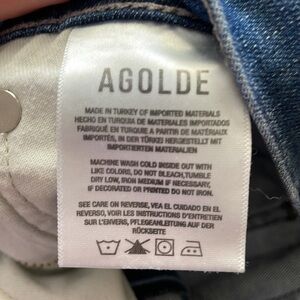 AGOLDE
MADE IN TURKEY OF IMPORTED MATERIALS
HECHO EN TURQUIA DE MATERIALES IMPORTADOS
FABRIQUÉ EN TURQUIE A PARTIR DE MATÉRIAUX
IMPORTÉS, IN DER TÜRKEI HERGESTELLT MIT
IMPORTIERTEN MATERIALIEN
MACHINE WASH COLD INSIDE OUT WITH
LIKE COLORS, DO NOT BLEACH,TUMBLE
DRY LOW, IRON MEDIUM IF NECESSARY,
IF DECORATED OR PRINTED DO NOT IRON.
SEE CARE ON REVERSE, VEA EL CUIDADO EN EL
REVERSO, VOIR LES INSTRUCTIONS D'ENTRETIEN
SUR L'ENVERS, PFLEGEANLEITUNG AUF DER
RÜCKSEITE